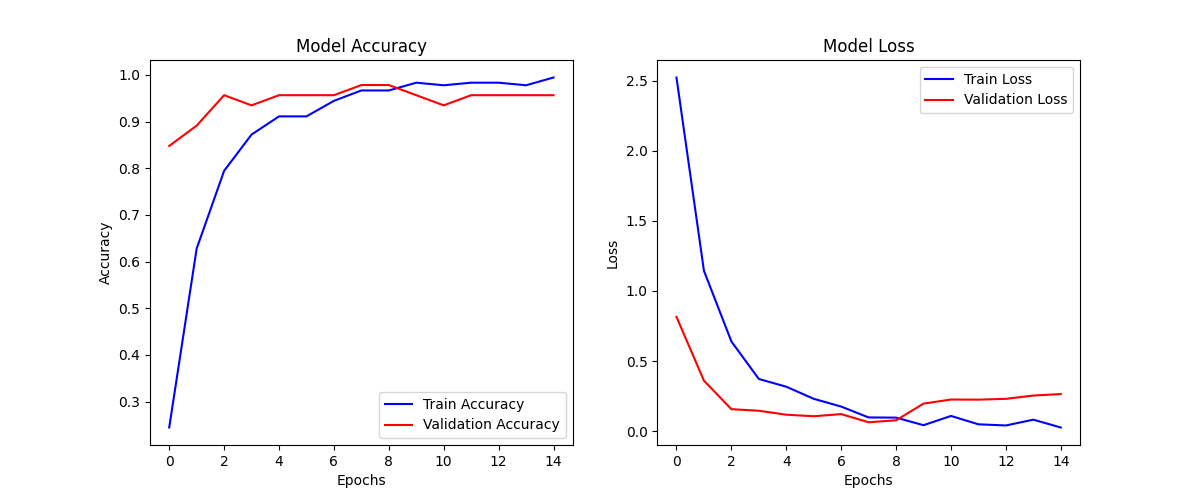 Model Accuracy
Accuracy
1.0
0.9
0.8
0.7
0.6
0.5
0.4
0.3
0 2 4 6 8 10 12 14
Epochs
Train Accuracy
Validation Accuracy
Model Loss
Loss
2.5
2.0
1.5
1.0
0.5
0.0
0 2 4 6 8 10 12 14
Epochs
Train Loss
Validation Loss